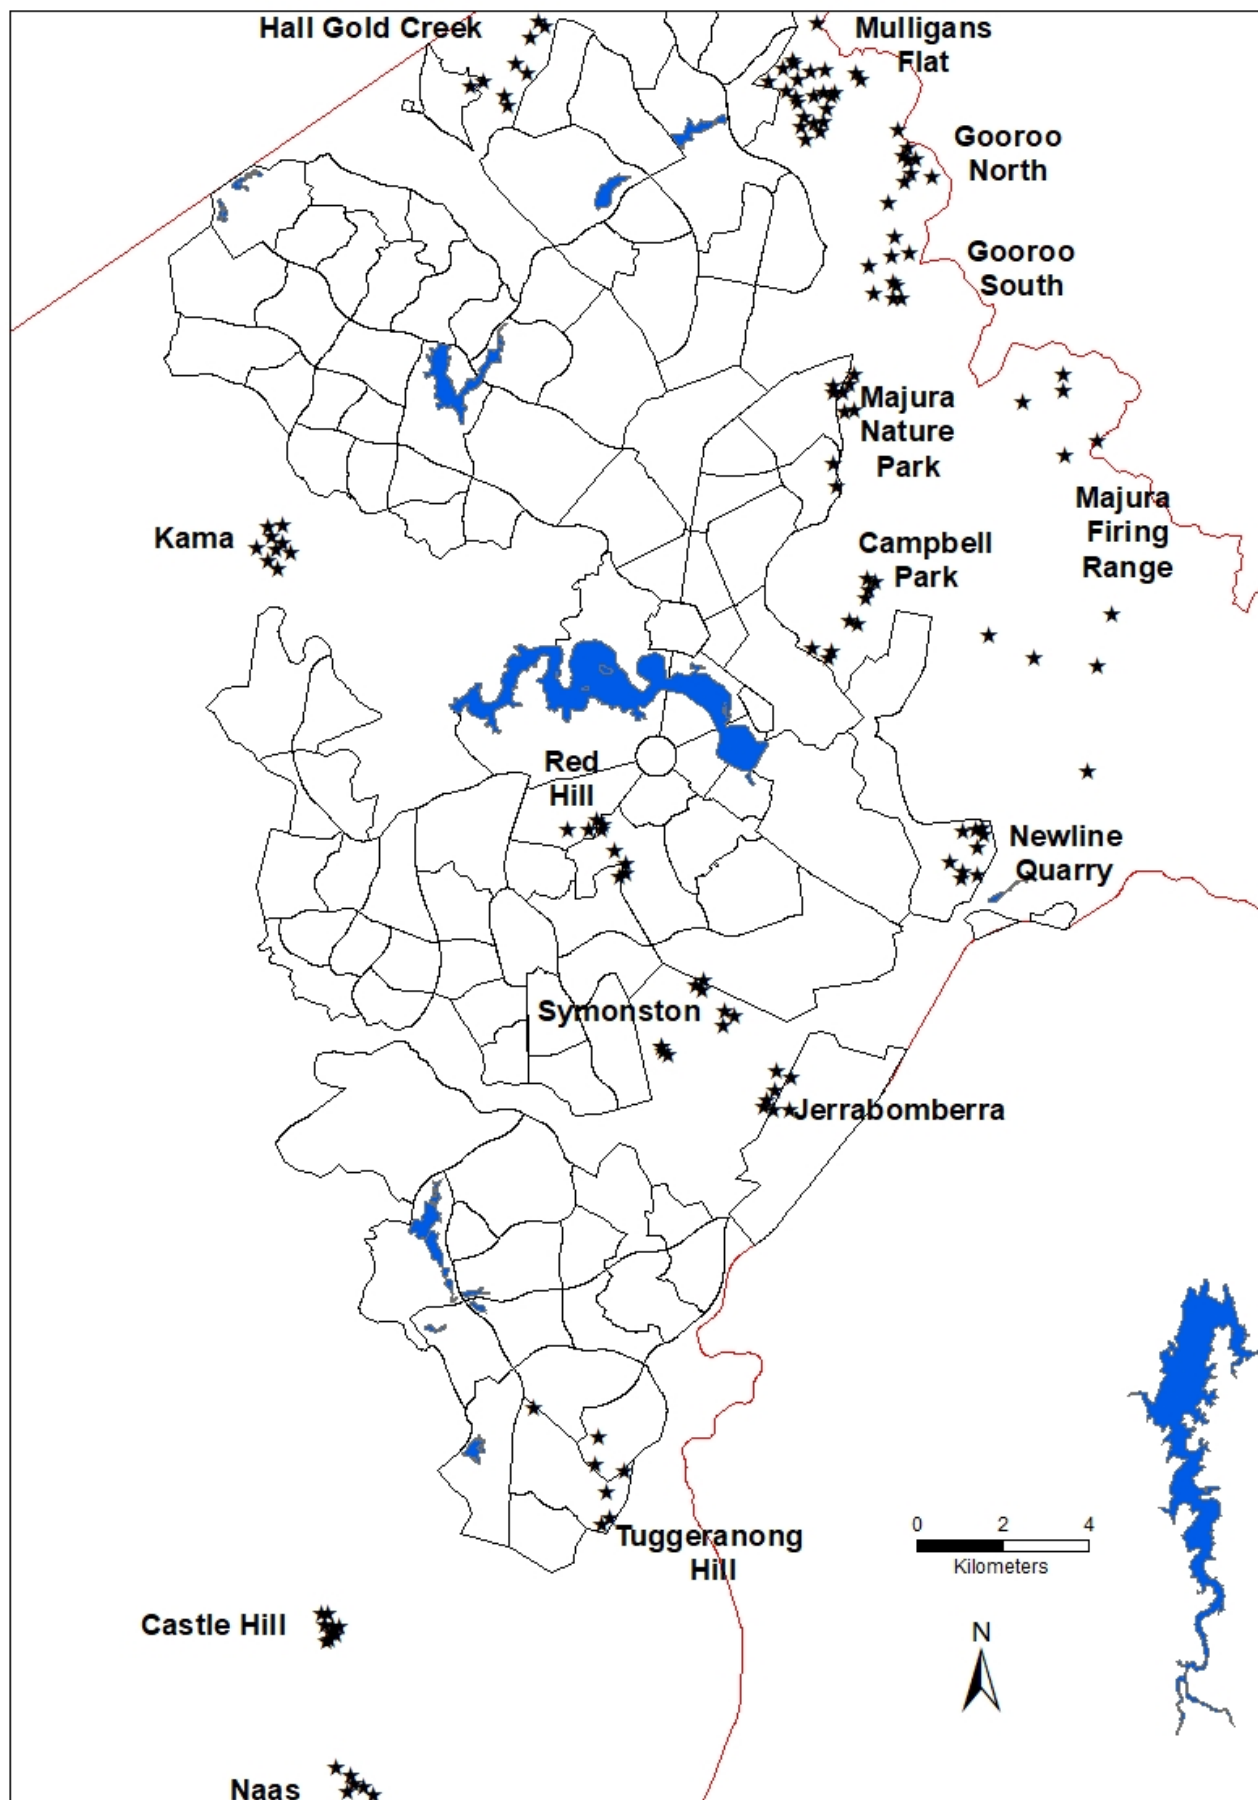 Hall Gold Creek
Mulligans
Flat
Gooroo
North
Gooroo
South
Majura
Nature
Park
Majura
Firing
Range
Kama
Campbell
Park
Red
Hill
Newline
Quarry
Symonston
Jerrabomberra
0 2 4
Kilometers
Tuggeranong
Hill
N
Castle Hill
Naas